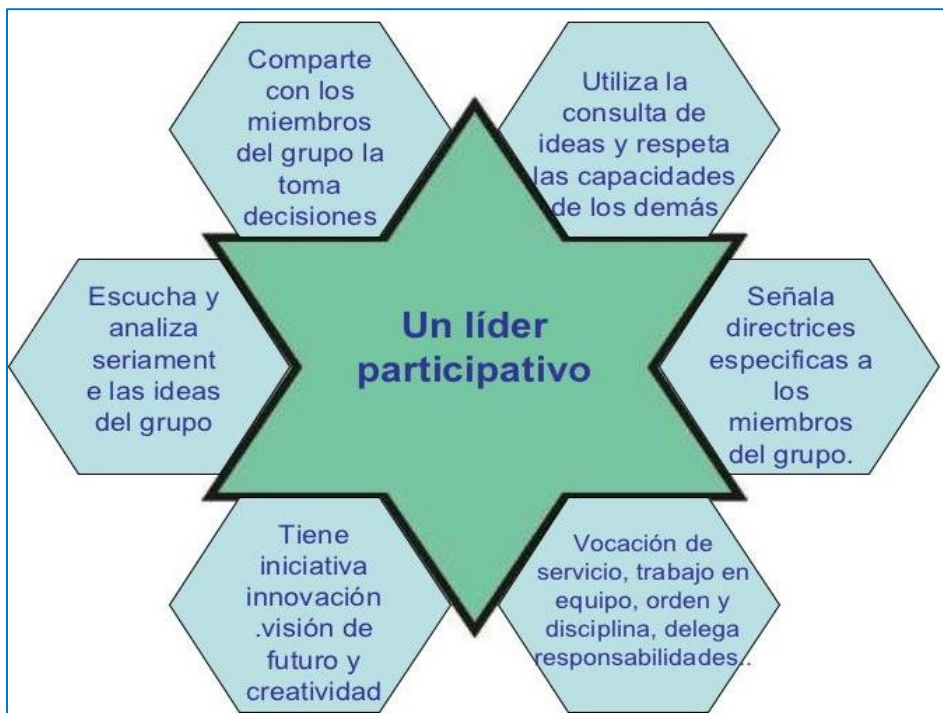 Comparte
con los
miembros
del grupo la
toma
decisiones
Utiliza la
consulta de
ideas y respeta
las capacidades
de los demás
Escucha y
analiza
seriament
e las ideas
del grupo
Un líder
participativo
Señala
directrices
especificas a
los
miembros
del grupo.
Tiene
iniciativa
innovación
.visión de
futuro y
creatividad
Vocación de
servicio, trabajo en
equipo, orden y
disciplina, delega
responsabilidades..